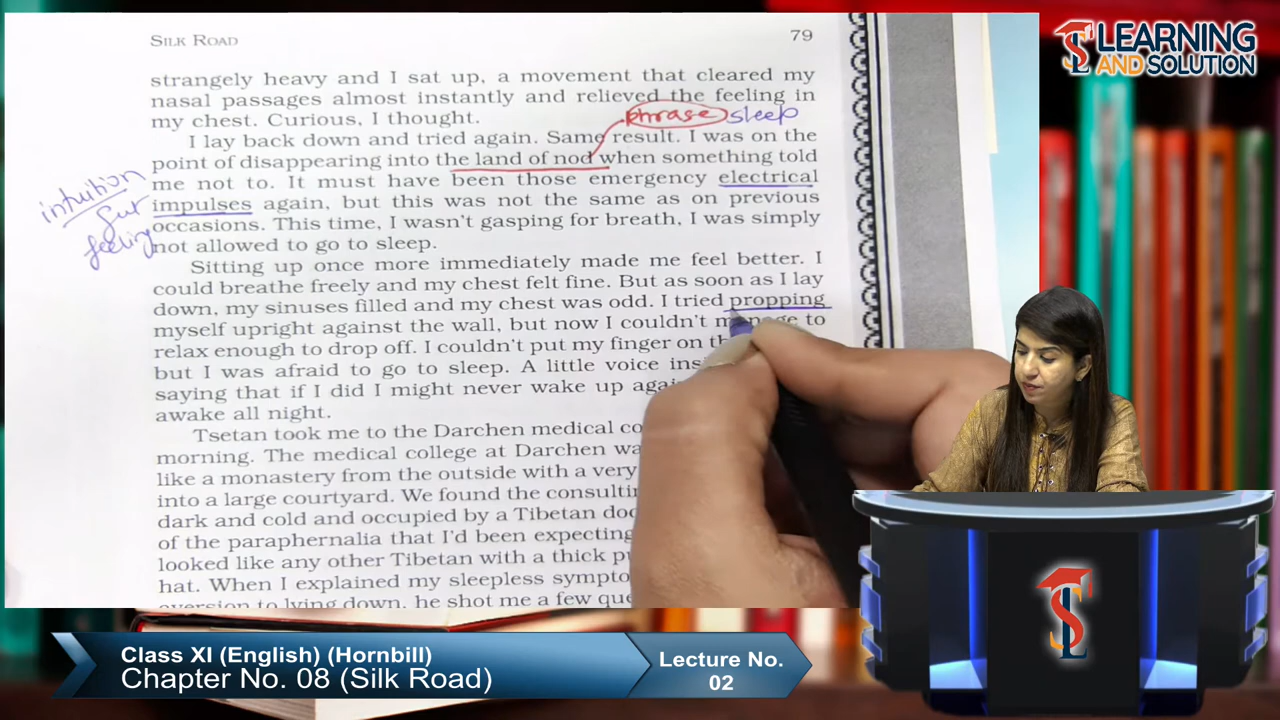 SILK ROAD 79
strangely heavy and I sat up, a movement that cleared my
nasal passages almost instantly and relieved the feeling in
my chest. Curious, I thought.
phrase sleep
I lay back down and tried again. Same result. I was on the
point of disappearing into the land of nod when something told
me not to. It must have been those emergency electrical
impulses again, but this was not the same as on previous
occasions. This time, I wasn't gasping for breath, I was simply
not allowed to go to sleep.
intuition
Gut
feeling
Sitting up once more immediately made me feel better. I
could breathe freely and my chest felt fine. But as soon as I lay
down, my sinuses filled and my chest was odd. I tried propping
myself upright against the wall, but now I couldn't manage to
relax enough to drop off. I couldn't put my finger on
but I was afraid to go to sleep. A little voice
saying that if I did I might never wake up
awake all night.
Tsetan took me to the Darchen medical
morning. The medical college at Darchen
like a monastery from the outside with a very
into a large courtyard. We found the
dark and cold and occupied by a Tibetan
of the paraphernalia that I'd been expecting
looked like any other Tibetan with a thick
hat. When I explained my sleepless
aversion to lying down, he shot me a few
LEARNING
AND SOLUTION
Class XI (English) (Hornbill)
Chapter No. 08 (Silk Road)
Lecture No.
02